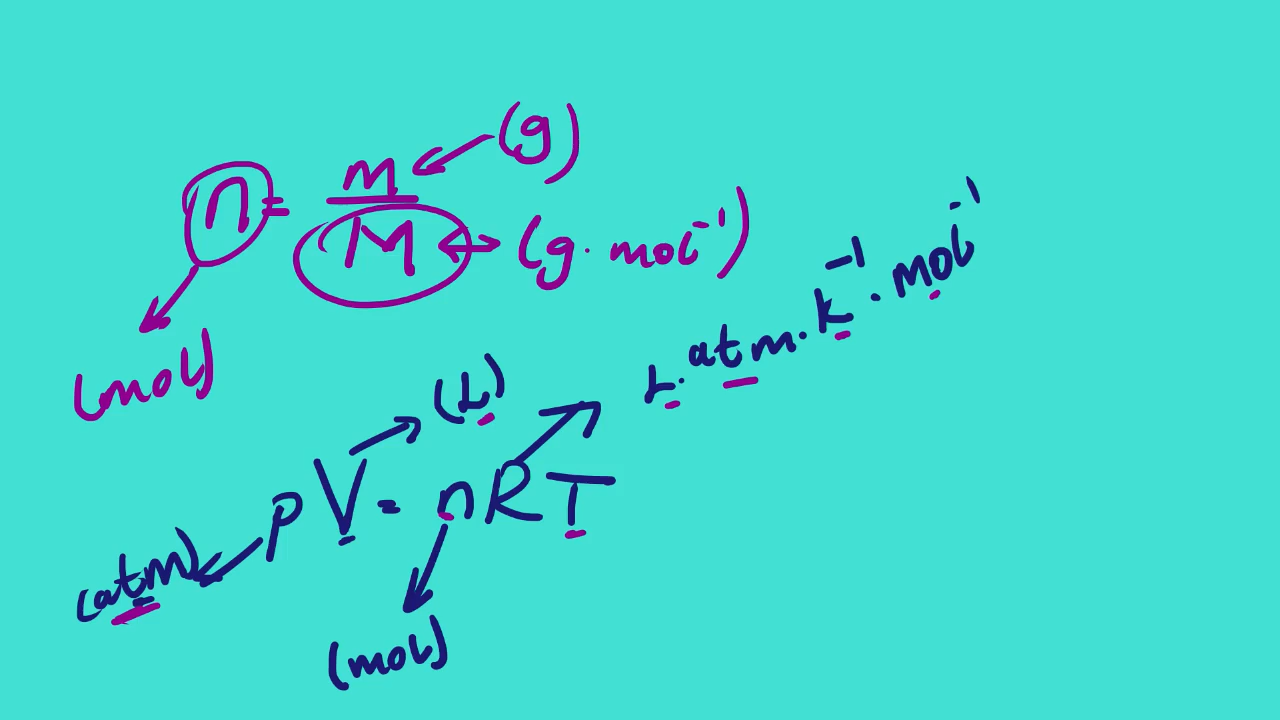 n = m/M
(g)
(g · mol⁻¹)
(mol)
L · atm · k⁻¹ · mol⁻¹
(L)
PV = nRT
(atm)
(mol)